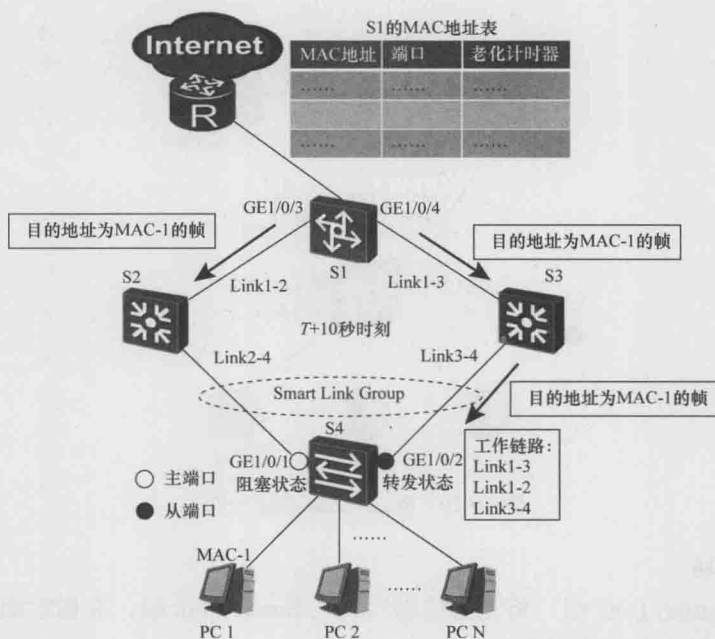 Internet
R
S1的MAC地址表
MAC地址 端口 老化计时器
…… …… ……
…… …… ……
GE1/0/3
GE1/0/4
目的地址为MAC-1的帧
目的地址为MAC-1的帧
S1
S2
S3
Link1-2
Link1-3
T+10秒时刻
Link2-4
Link3-4
Smart Link Group
目的地址为MAC-1的帧
S4
GE1/0/1
阻塞状态
GE1/0/2
转发状态
工作链路：
Link1-3
Link1-2
Link3-4
主端口
从端口
MAC-1
……
……
PC 1
PC 2
PC N